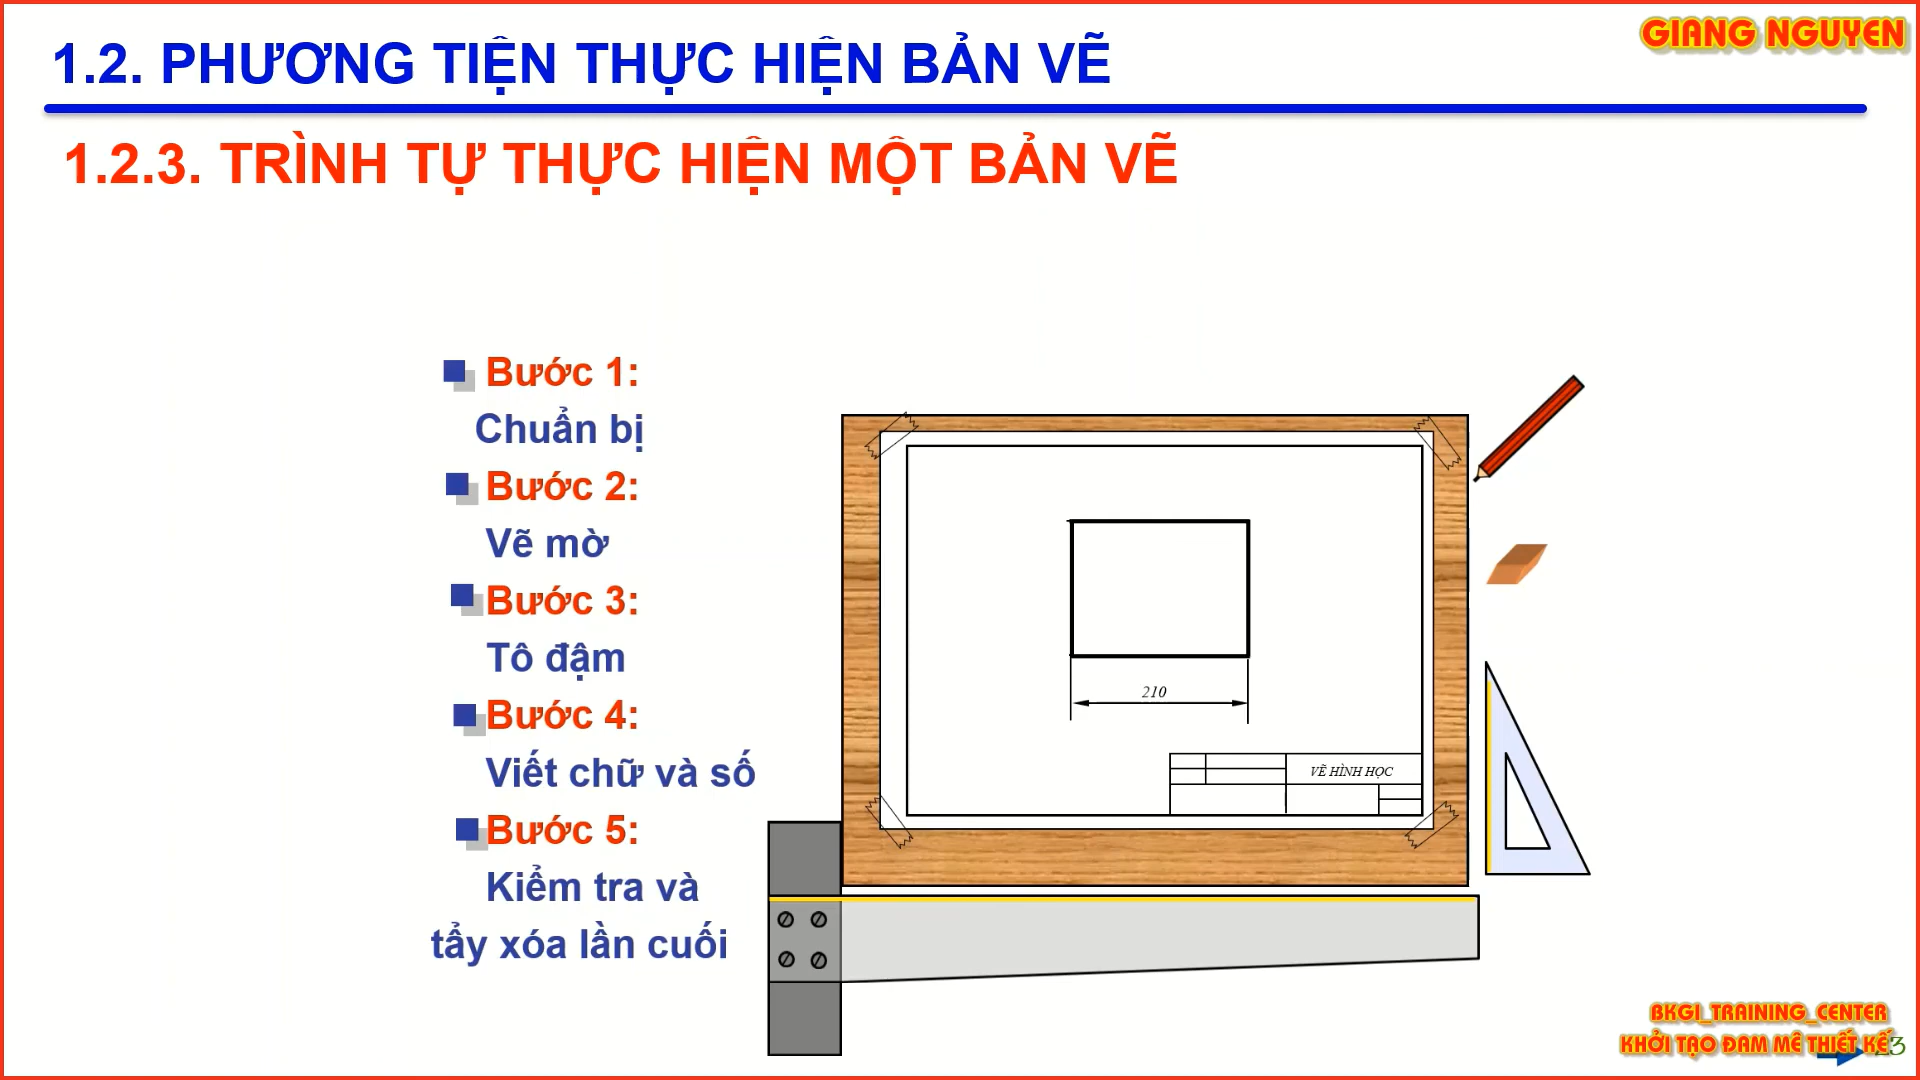 GIANG NGUYEN
1.2. PHƯƠNG TIỆN THỰC HIỆN BẢN VẼ
1.2.3. TRÌNH TỰ THỰC HIỆN MỘT BẢN VẼ
Bước 1:
Chuẩn bị
Bước 2:
Vẽ mờ
Bước 3:
Tô đậm
Bước 4:
Viết chữ và số
Bước 5:
Kiểm tra và
tẩy xóa lần cuối
210
VẼ HÌNH HỌC
BKGI_TRAINING_CENTER
KHỞI TẠO ĐAM MÊ THIẾT KẾ